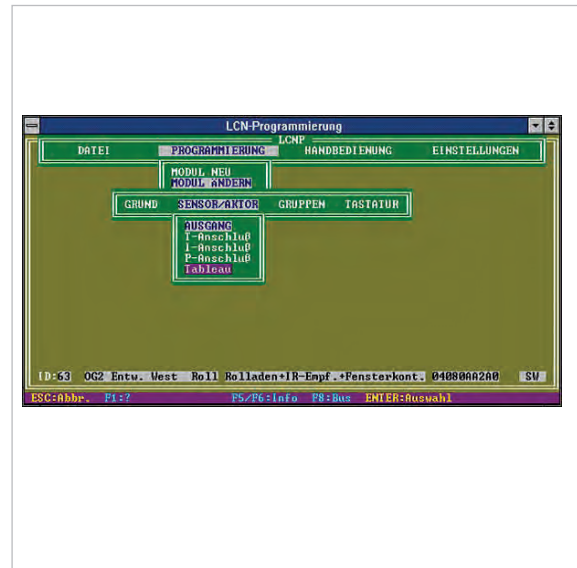 LCN-Programmierung
LCNP
DATEI PROGRAMMIERUNG HANDBEDIENUNG EINSTELLUNGEN
MODUL NEU
MODUL ÄNDERN
GRUND SENSOR/AKTOR GRUPPEN TASTATUR
AUSGANG
T-Anschluß
I-Anschluß
P-Anschluß
Tableau
ID:63 OG2 Entw. West Roll Rolladen+IR-Empf.+Fensterkont. 04080AA2A0 SW
ESC:Abbr. F1:? F5/F6:Info F8:Bus ENTER:Auswahl